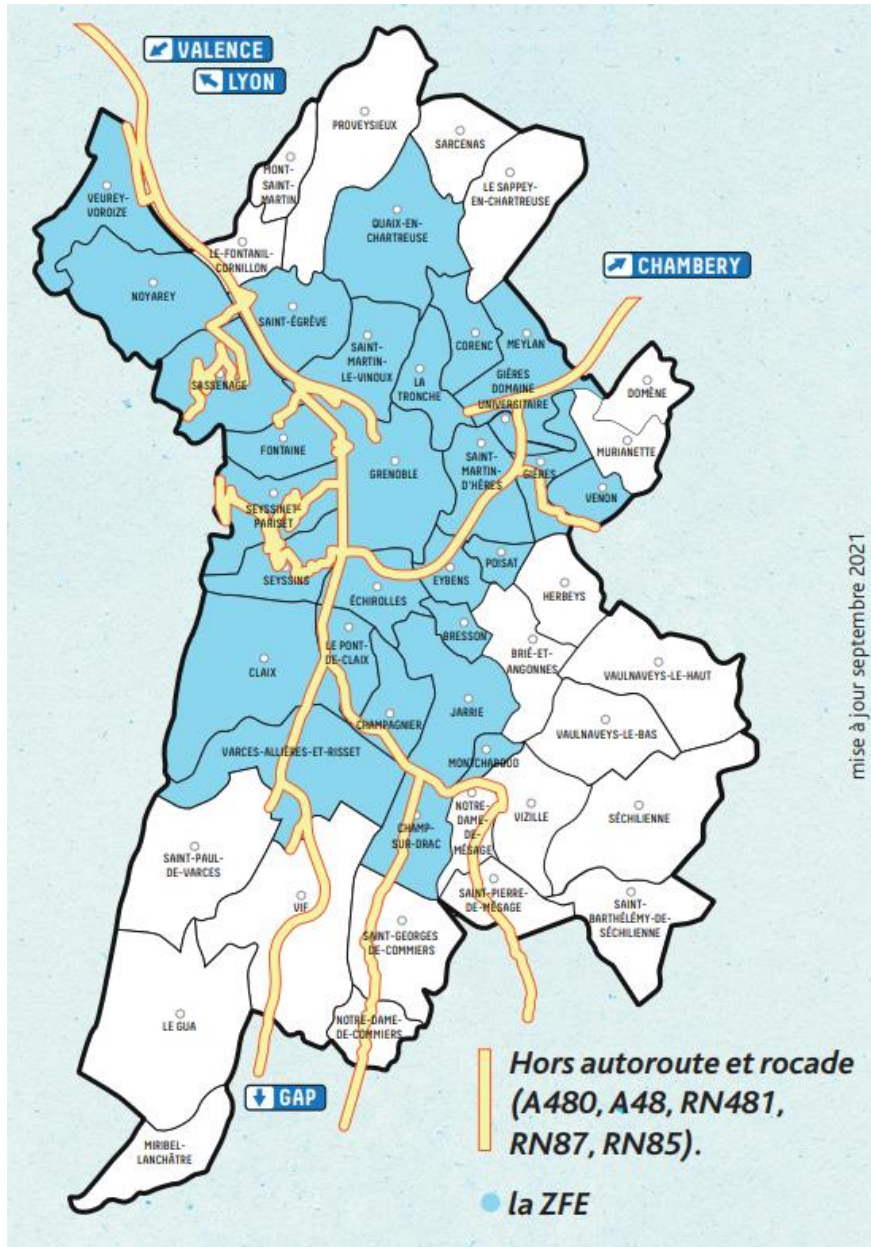 VALENCE
LYON
PROVEYSIEUX
SARCENAS
MONT-
SAINT-
MARTIN
LE SAPPEY-
EN-CHARTREUSE
VEUREY-
VOROIZE
QUAIX-EN-
CHARTREUSE
LE-FONTANIL-
CORNILLON
CHAMBERY
NOYAREY
SAINT-ÉGRÈVE
SAINT-
MARTIN-
LE-VINOUX
CORENC
MEYLAN
LA
TRONCHE
GIÈRES
DOMAINE
UNIVERSITAIRE
SASSENAGE
DOMÈNE
MURIANETTE
FONTAINE
GRENOBLE
SAINT-
MARTIN-
D'HÈRES
GIÈRES
VENON
SEYSSINET-
PARISET
SEYSSINS
EYBENS
POISAT
HERBEYS
ÉCHIROLLES
BRESSON
LE PONT-
DE-CLAIX
BRIÉ-ET-
ANGONNES
VAULNAVEYS-LE-HAUT
CLAIX
JARRIE
CHAMPAGNIER
VAULNAVEYS-LE-BAS
VARCES-ALLIÈRES-ET-RISSET
MONTCHABOUD
NOTRE-
DAME-
DE-
MÉSAGE
VIZILLE
SÉCHILIENNE
CHAMP-
SUR-DRAC
SAINT-PAUL-
DE-VARCES
VIF
SAINT-PIERRE-
DE-MÉSAGE
SAINT-
BARTHÉLÉMY-DE-
SÉCHILIENNE
SAINT-GEORGES
DE-COMMIERS
LE GUA
NOTRE-DAME-
DE-COMMIERS
GAP
MIRIBEL-
LANCHÂTRE
mise à jour septembre 2021
Hors autoroute et rocade
(A480, A48, RN481,
RN87, RN85).
la ZFE